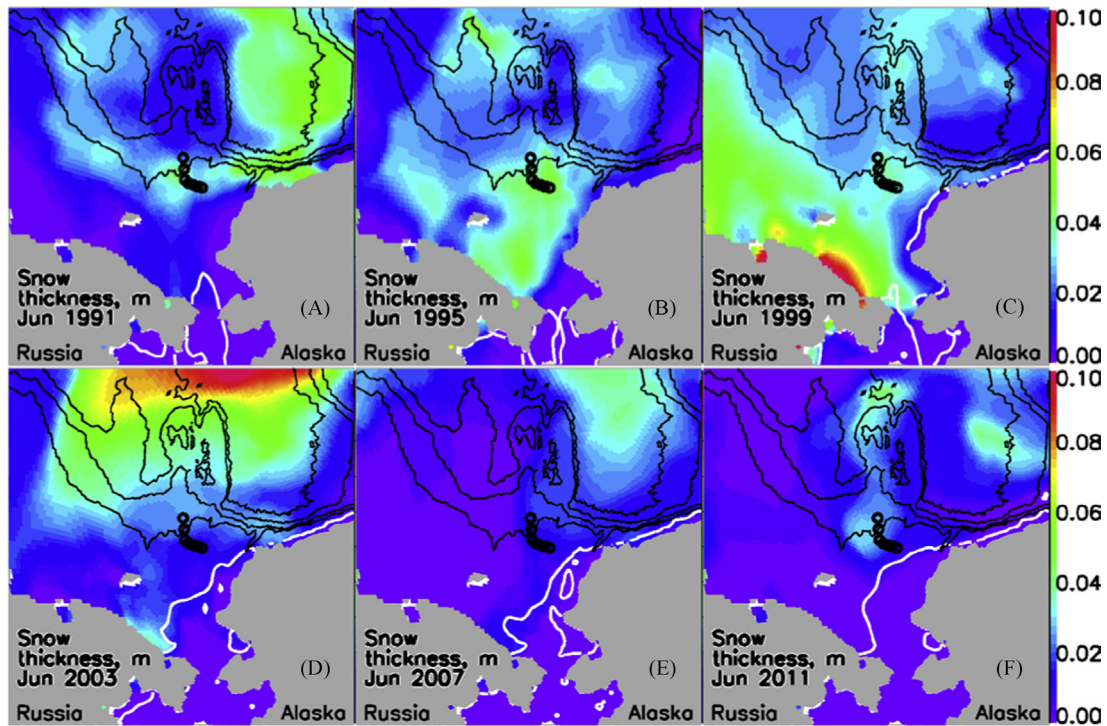 Snow
thickness, m
Jun 1991
(A)
Russia
Alaska
Snow
thickness, m
Jun 1995
(B)
Russia
Alaska
Snow
thickness, m
Jun 1999
(C)
Russia
Alaska
0.10
0.08
0.06
0.04
0.02
0.00
Snow
thickness, m
Jun 2003
(D)
Russia
Alaska
Snow
thickness, m
Jun 2007
(E)
Russia
Alaska
Snow
thickness, m
Jun 2011
(F)
Russia
Alaska
0.10
0.08
0.06
0.04
0.02
0.00